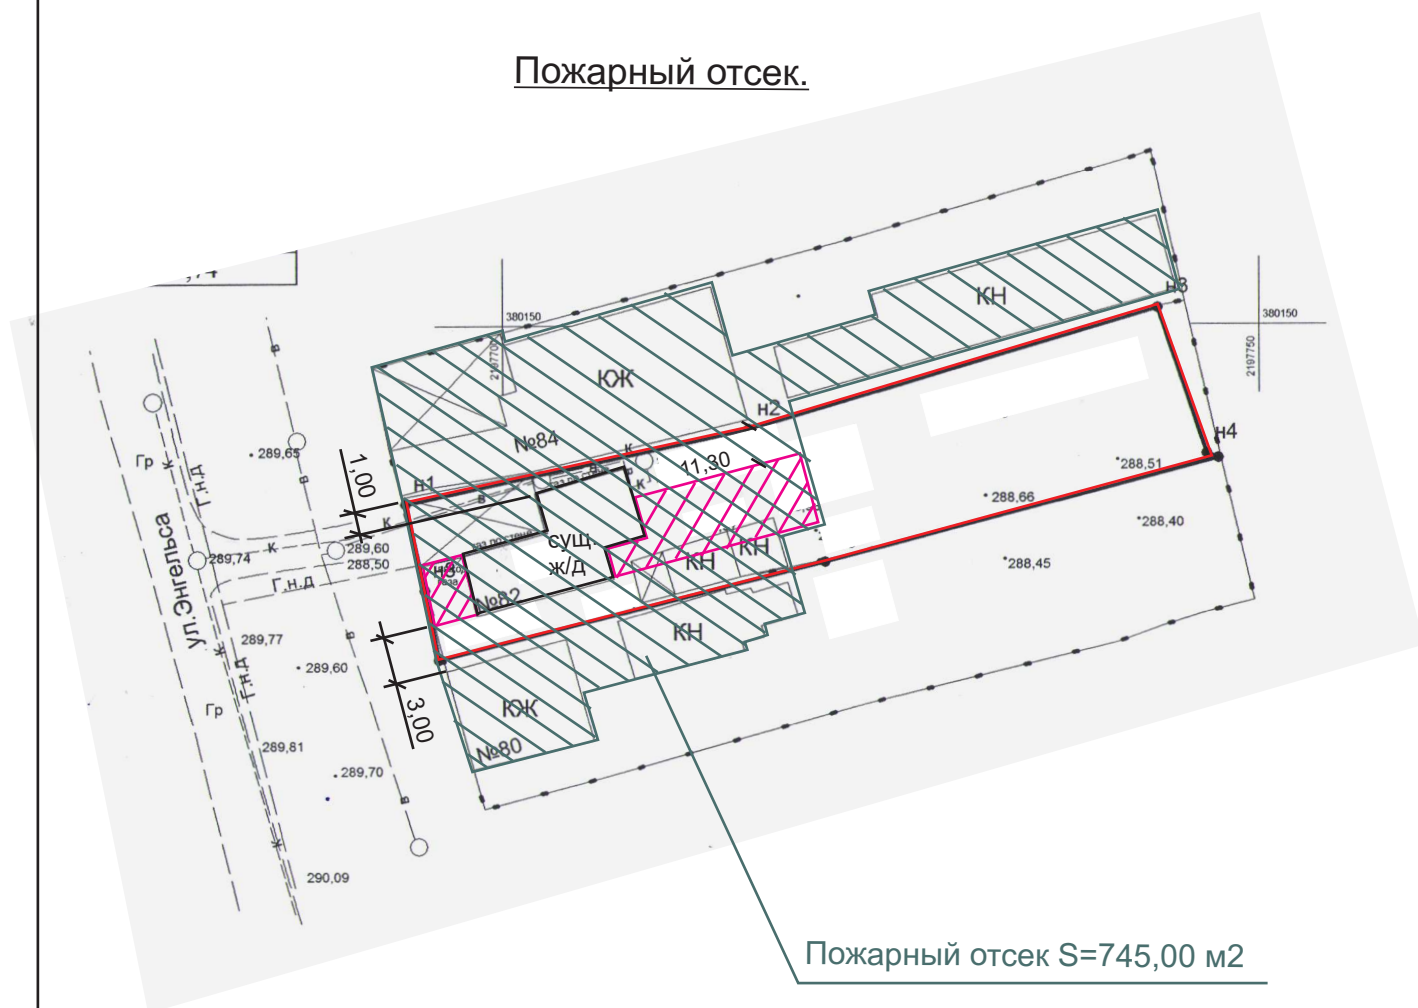 Пожарный отсек.
380150
2197700
КН
н3
380150
2197750
КЖ
н2
№84
н4
Гр
К
Г.н.д
289,65
в
в
1,00
н1
К
11,30
288,51
288,66
288,40
К
в
К
ул.Энгельса
289,74
К
289,60
288,50
сущ.
ж/д
КН
КН
288,45
Г.н.д
№82
289,77
в
КН
К
Г.н.д
289,60
Гр
3,00
КЖ
289,81
№80
289,70
в
К
290,09
Пожарный отсек S=745,00 м2